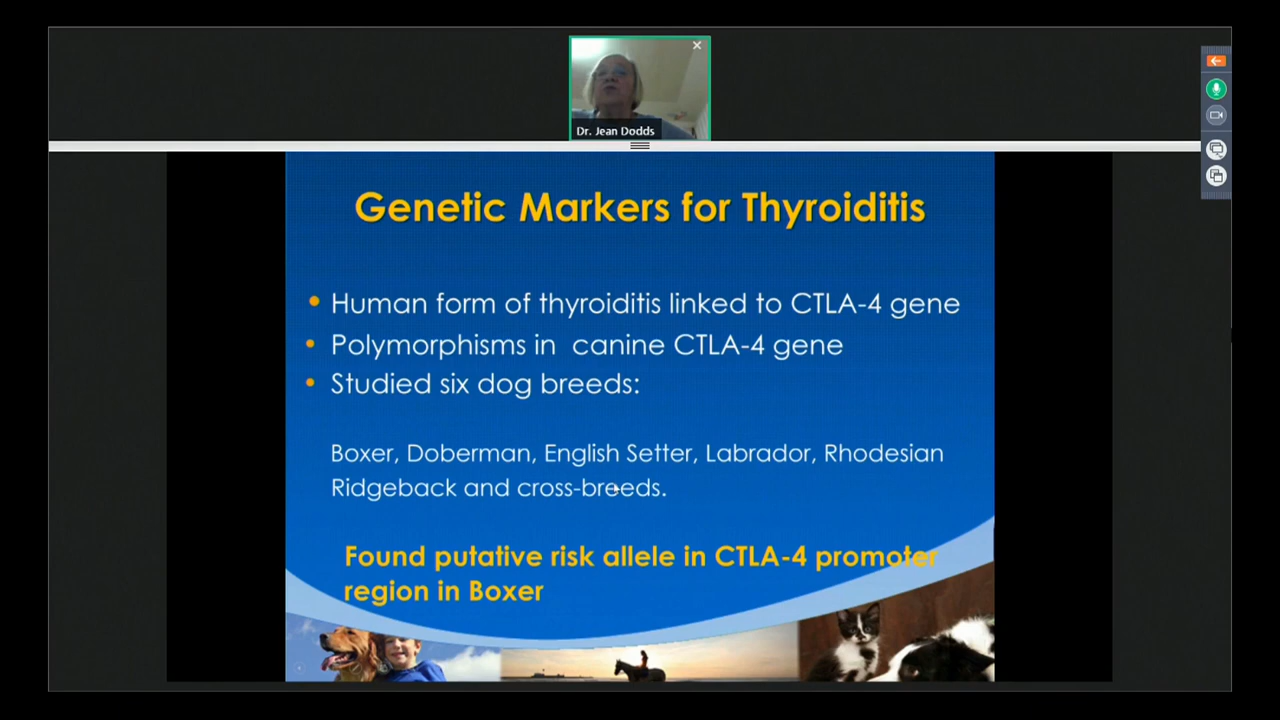 Dr. Jean Dodds
Genetic Markers for Thyroiditis
• Human form of thyroiditis linked to CTLA-4 gene
• Polymorphisms in canine CTLA-4 gene
• Studied six dog breeds:
Boxer, Doberman, English Setter, Labrador, Rhodesian
Ridgeback and cross-breeds.
Found putative risk allele in CTLA-4 promoter
region in Boxer